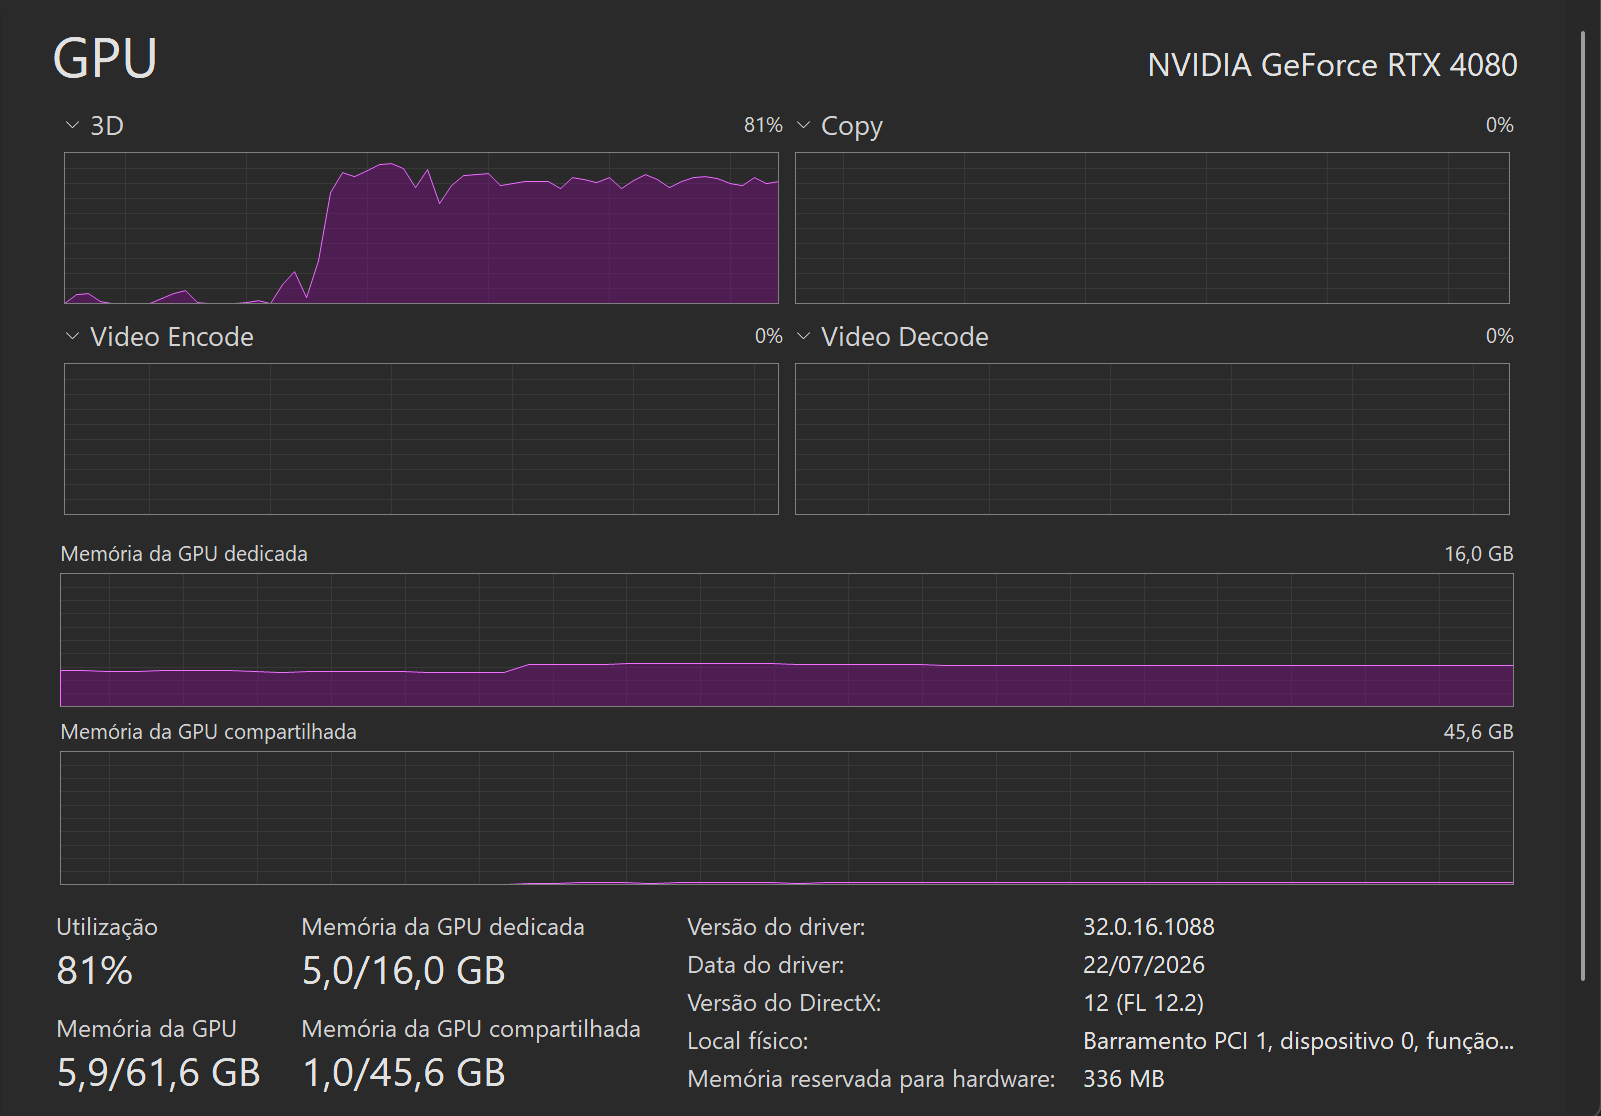 GPU
NVIDIA GeForce RTX 4080
3D 81%
Copy 0%
Video Encode 0%
Video Decode 0%
Memória da GPU dedicada 16,0 GB
Memória da GPU compartilhada 45,6 GB
Utilização
81%
Memória da GPU dedicada
5,0/16,0 GB
Memória da GPU
5,9/61,6 GB
Memória da GPU compartilhada
1,0/45,6 GB
Versão do driver: 32.0.16.1088
Data do driver: 22/07/2026
Versão do DirectX: 12 (FL 12.2)
Local físico: Barramento PCI 1, dispositivo 0, função...
Memória reservada para hardware: 336 MB